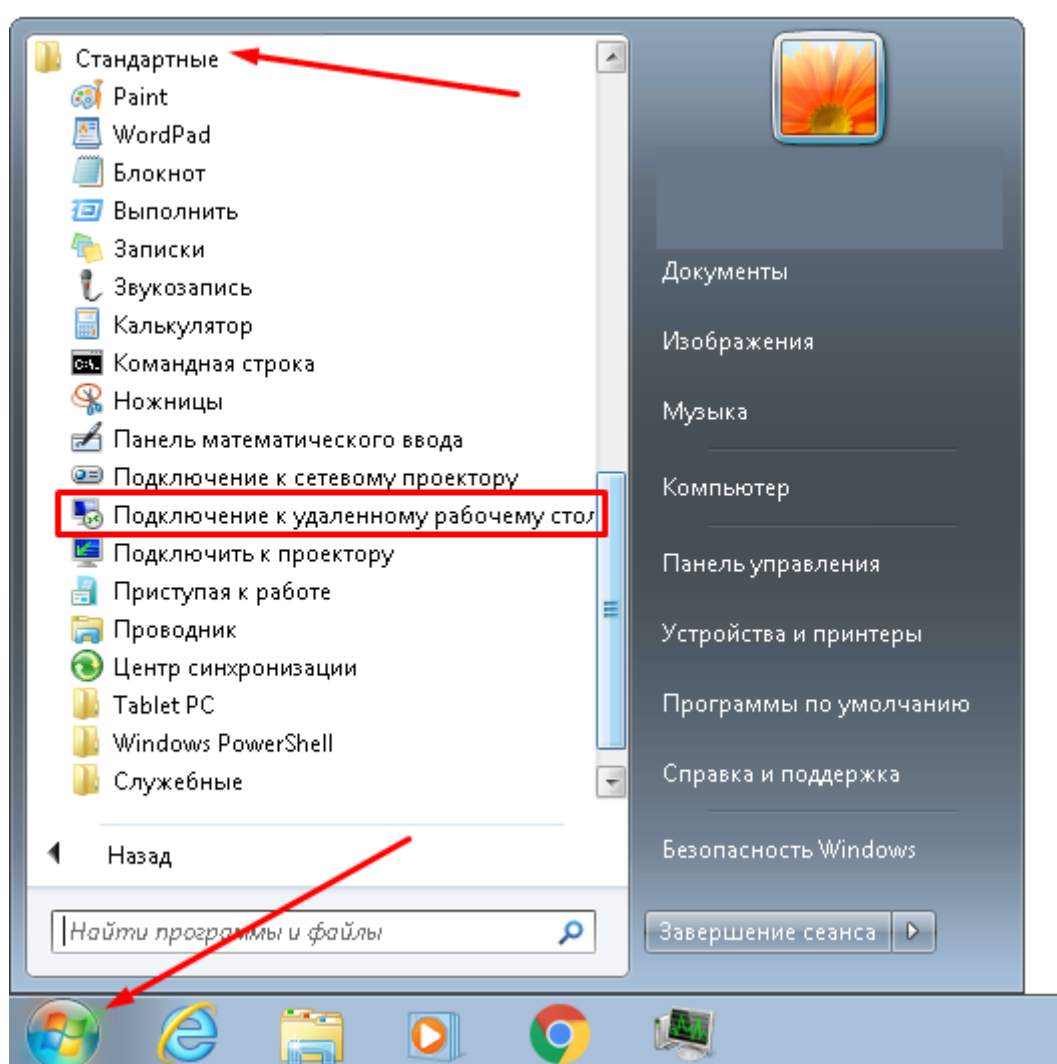 Стандартные
Paint
WordPad
Блокнот
Выполнить
Записки
Звукозапись
Калькулятор
Командная строка
Ножницы
Панель математического ввода
Подключение к сетевому проектору
Подключение к удаленному рабочему стол
Подключить к проектору
Приступая к работе
Проводник
Центр синхронизации
Tablet PC
Windows PowerShell
Служебные
Назад
Найти программы и файлы
Документы
Изображения
Музыка
Компьютер
Панель управления
Устройства и принтеры
Программы по умолчанию
Справка и поддержка
Безопасность Windows
Завершение сеанса